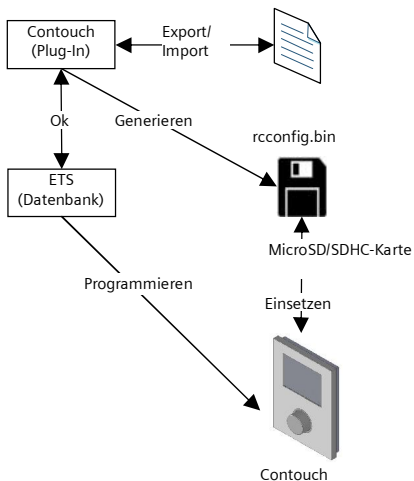 Contouch
(Plug-In)
Export/
Import
Ok
Generieren
rcconfig.bin
ETS
(Datenbank)
MicroSD/SDHC-Karte
Programmieren
Einsetzen
Contouch